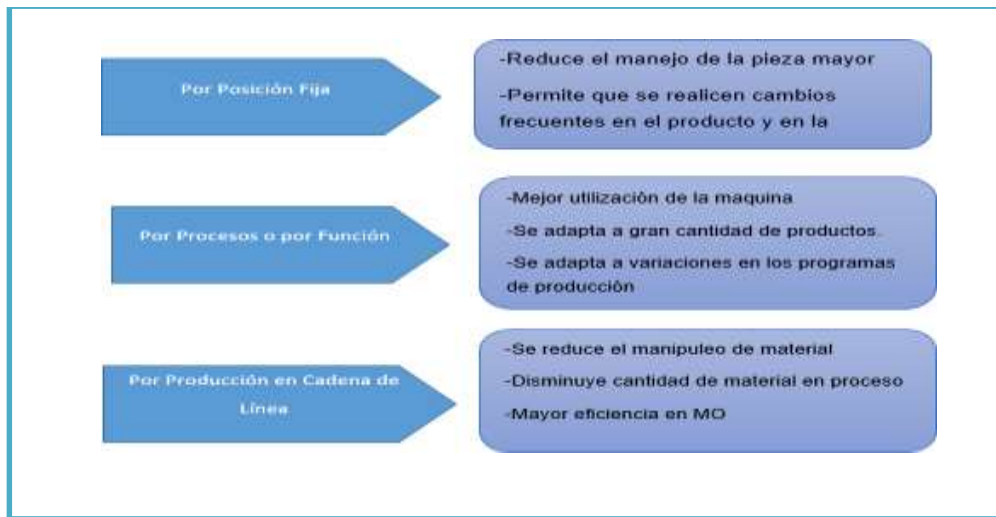 Por Posición Fija
-Reduce el manejo de la pieza mayor
-Permite que se realicen cambios
frecuentes en el producto y en la
Por Procesos o por Función
-Mejor utilización de la maquina
-Se adapta a gran cantidad de productos.
-Se adapta a variaciones en los programas
de producción
Por Producción en Cadena de
Línea
-Se reduce el manipuleo de material
-Disminuye cantidad de material en proceso
-Mayor eficiencia en MO